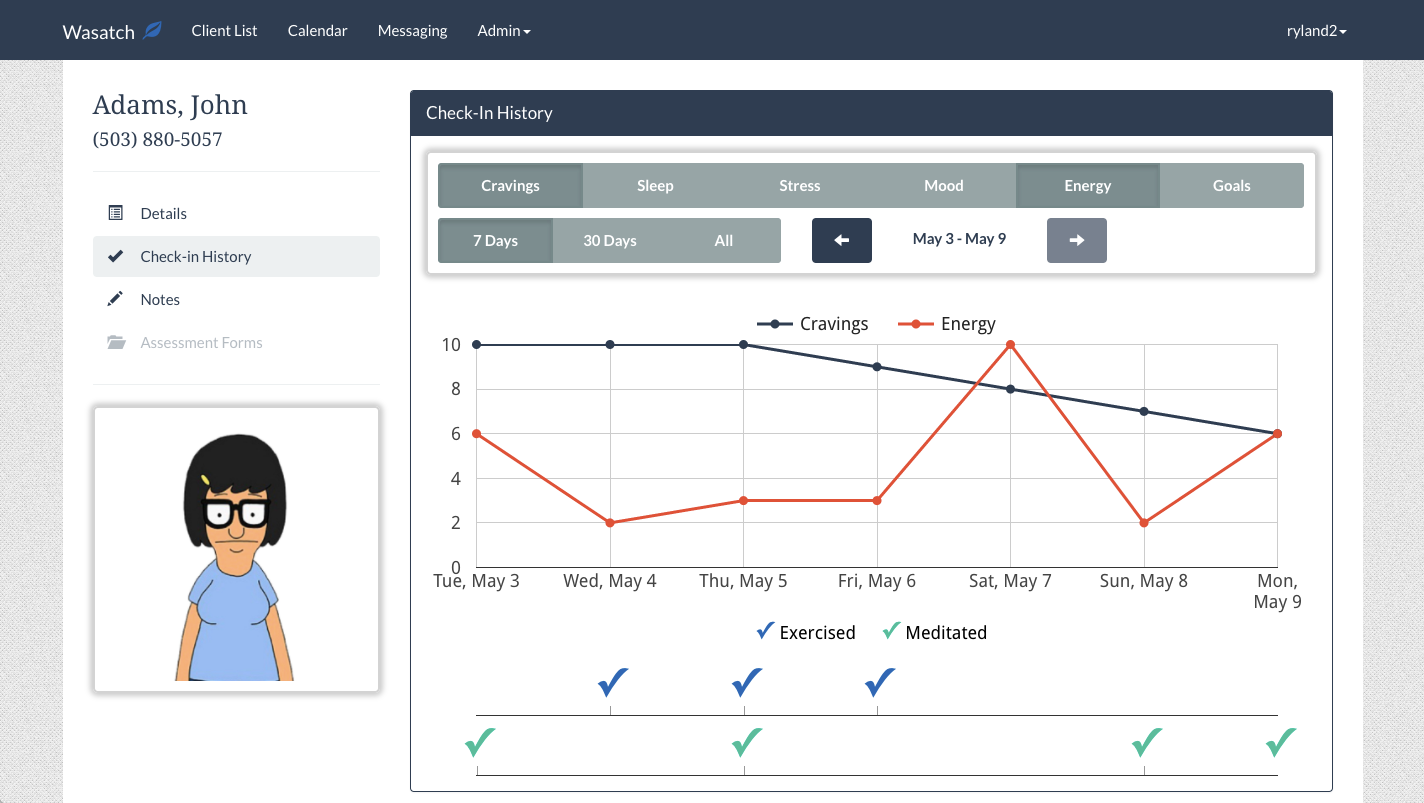 Wasatch Client List Calendar Messaging Admin ryland2
Adams, John
(503) 880-5057
Details
Check-in History
Notes
Assessment Forms
Check-In History
Cravings Sleep Stress Mood Energy Goals
7 Days 30 Days All May 3 - May 9
Cravings Energy
10
8
6
4
2
0
Tue, May 3 Wed, May 4 Thu, May 5 Fri, May 6 Sat, May 7 Sun, May 8 Mon,
May 9
Exercised Meditated